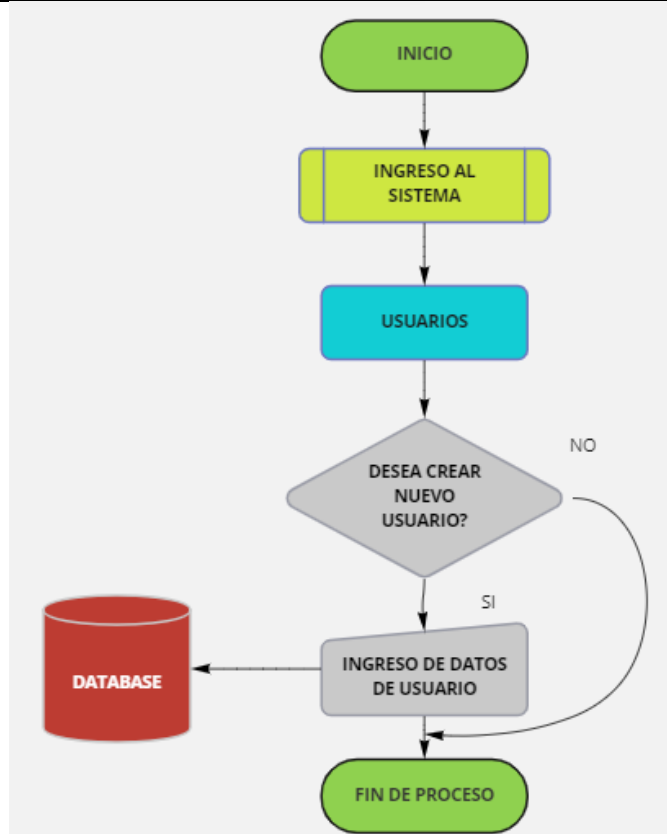 INICIO
INGRESO AL
SISTEMA
USUARIOS
DESEA CREAR
NUEVO
USUARIO?
NO
SI
INGRESO DE DATOS
DE USUARIO
DATABASE
FIN DE PROCESO